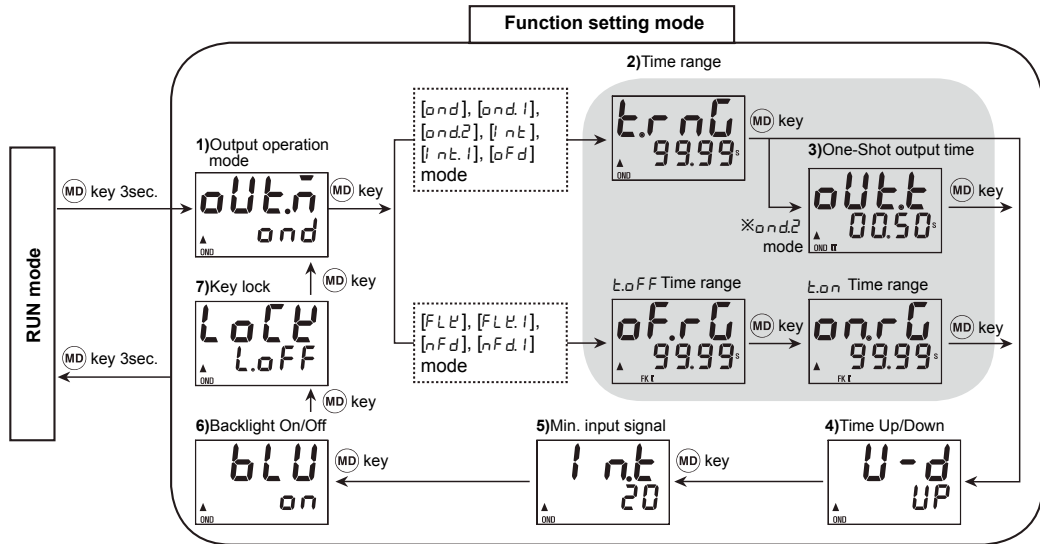 Function setting mode
RUN mode
MD key 3sec.
MD key 3sec.
1)Output operation
mode
oUt.m
ond
OND
MD key
[ond], [ond.1],
[ond.2], [Int],
[Int.1], [oFd]
mode
2)Time range
t.rnG
99.99s
OND
MD key
3)One-Shot output time
oUt.t
00.50s
OND
MD key
※ond.2
mode
[FLK], [FLK.1],
[nFd], [nFd.1]
mode
t.oFF Time range
oF.rG
99.99s
FK
MD key
t.on Time range
on.rG
99.99s
FK
MD key
4)Time Up/Down
U-d
UP
OND
MD key
5)Min. input signal
In.t
20
OND
MD key
6)Backlight On/Off
bLU
on
OND
MD key
7)Key lock
LoCK
L.oFF
OND
MD key